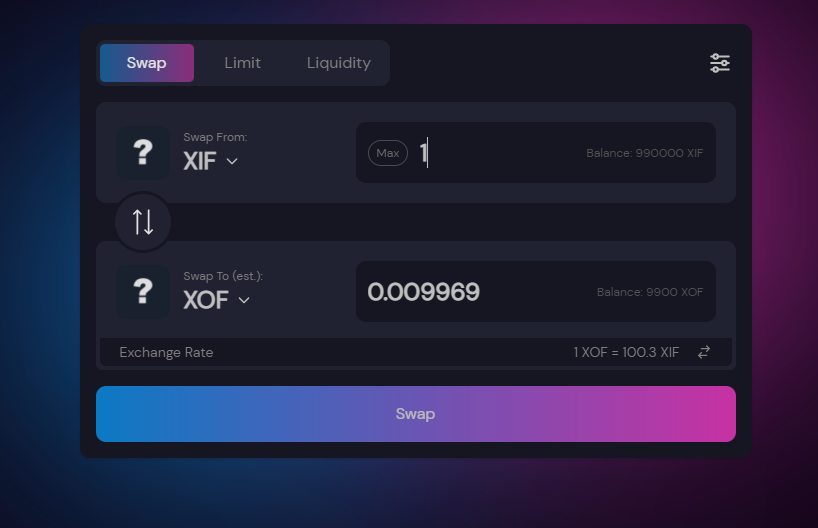 Swap Limit Liquidity
?
Swap From:
XIF
Max 1
Balance: 990000 XIF
?
Swap To (est.):
XOF
0.009969
Balance: 9900 XOF
Exchange Rate 1 XOF = 100.3 XIF
Swap